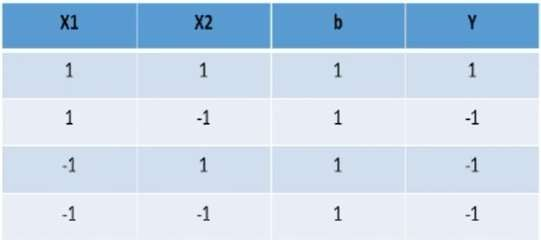 X1 X2 b Y
1 1 1 1
1 -1 1 -1
-1 1 1 -1
-1 -1 1 -1